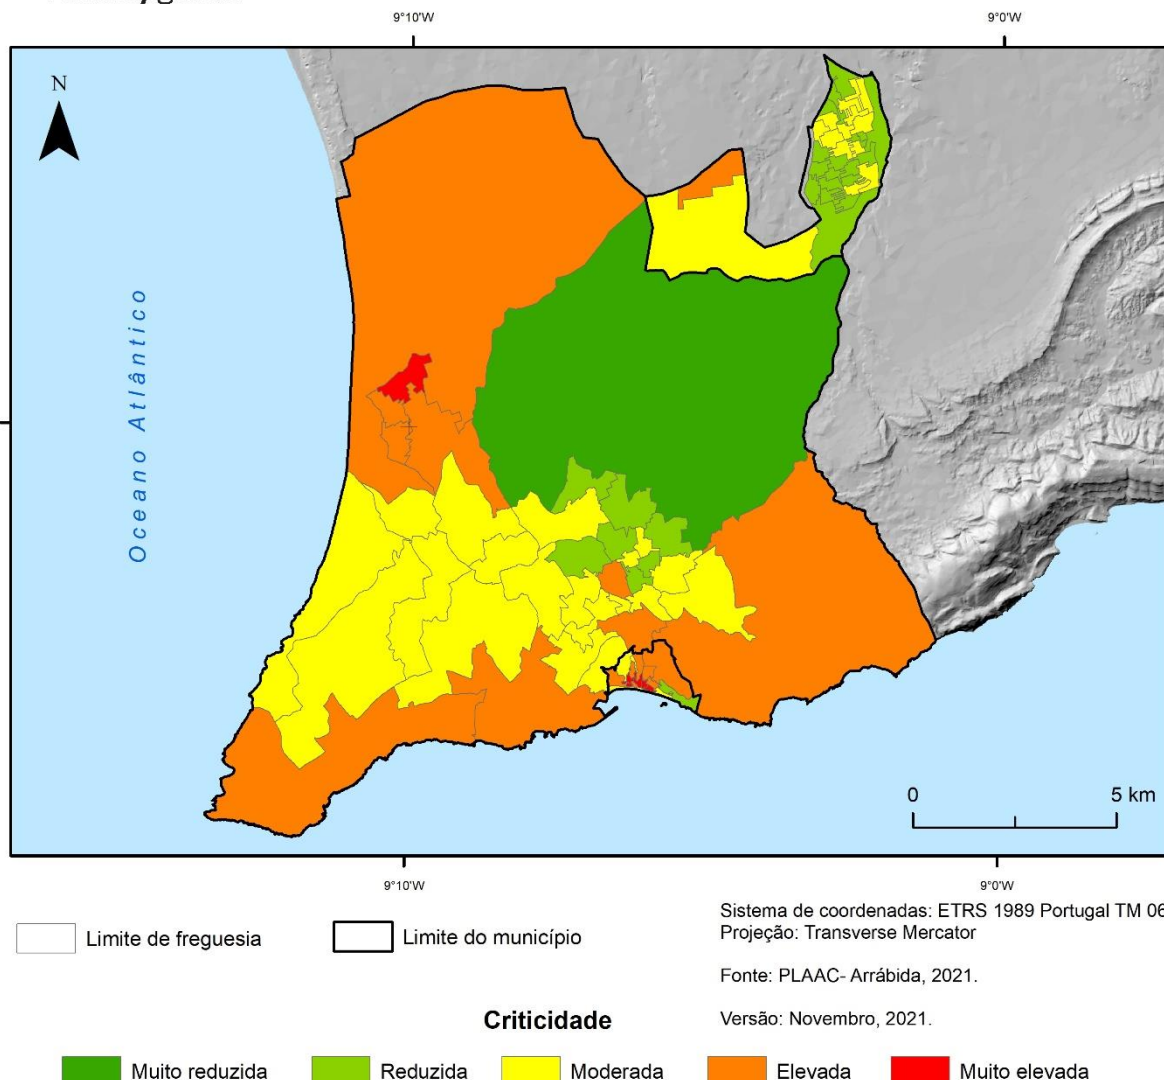 9°10'W
9°0'W
N
Oceano Atlântico
0
5 km
9°10'W
9°0'W
Limite de freguesia
Limite do município
Sistema de coordenadas: ETRS 1989 Portugal TM 06
Projeção: Transverse Mercator
Fonte: PLAAC- Arrábida, 2021.
Versão: Novembro, 2021.
Criticidade
Muito reduzida
Reduzida
Moderada
Elevada
Muito elevada